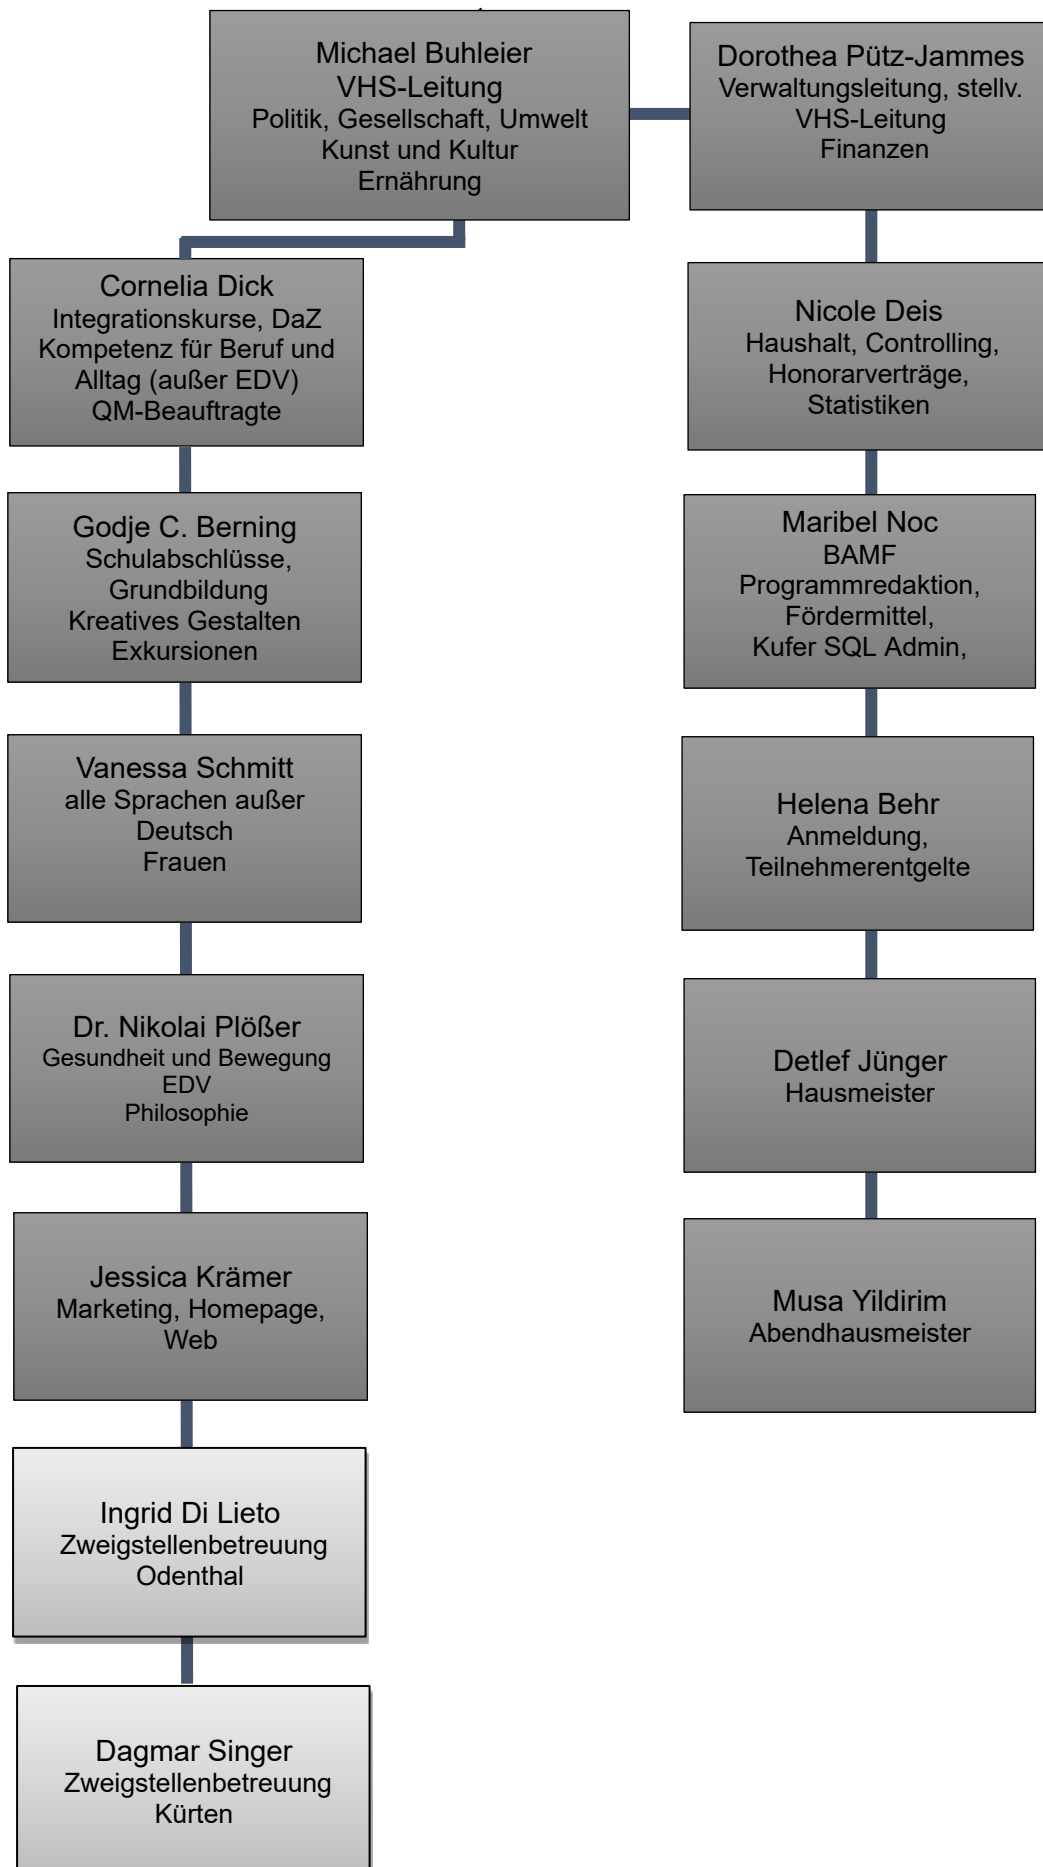 Michael Buhleier
VHS-Leitung
Politik, Gesellschaft, Umwelt
Kunst und Kultur
Ernährung
Dorothea Pütz-Jammes
Verwaltungsleitung, stellv.
VHS-Leitung
Finanzen
Cornelia Dick
Integrationskurse, DaZ
Kompetenz für Beruf und
Alltag (außer EDV)
QM-Beauftragte
Godje C. Berning
Schulabschlüsse,
Grundbildung
Kreatives Gestalten
Exkursionen
Vanessa Schmitt
alle Sprachen außer
Deutsch
Frauen
Dr. Nikolai Plößer
Gesundheit und Bewegung
EDV
Philosophie
Jessica Krämer
Marketing, Homepage,
Web
Ingrid Di Lieto
Zweigstellenbetreuung
Odenthal
Dagmar Singer
Zweigstellenbetreuung
Kürten
Nicole Deis
Haushalt, Controlling,
Honorarverträge,
Statistiken
Maribel Noc
BAMF
Programmredaktion,
Fördermittel,
Kufer SQL Admin,
Helena Behr
Anmeldung,
Teilnehmerentgelte
Detlef Jünger
Hausmeister
Musa Yildirim
Abendhausmeister